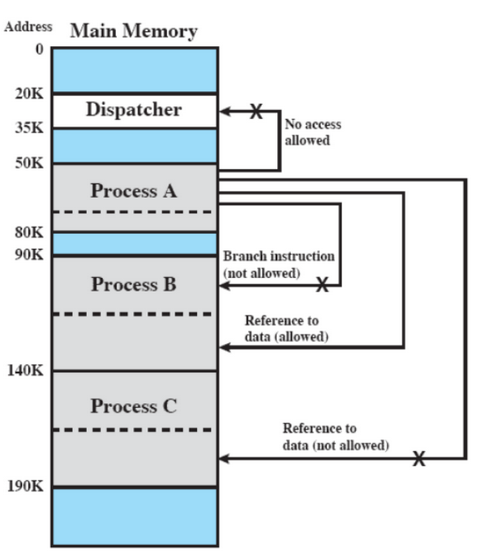 Address
Main Memory
0
20K
Dispatcher
X
35K
No access
allowed
50K
Process A
80K
90K
Branch instruction
(not allowed)
X
Process B
Reference to
data (allowed)
140K
Process C
Reference to
data (not allowed)
X
190K